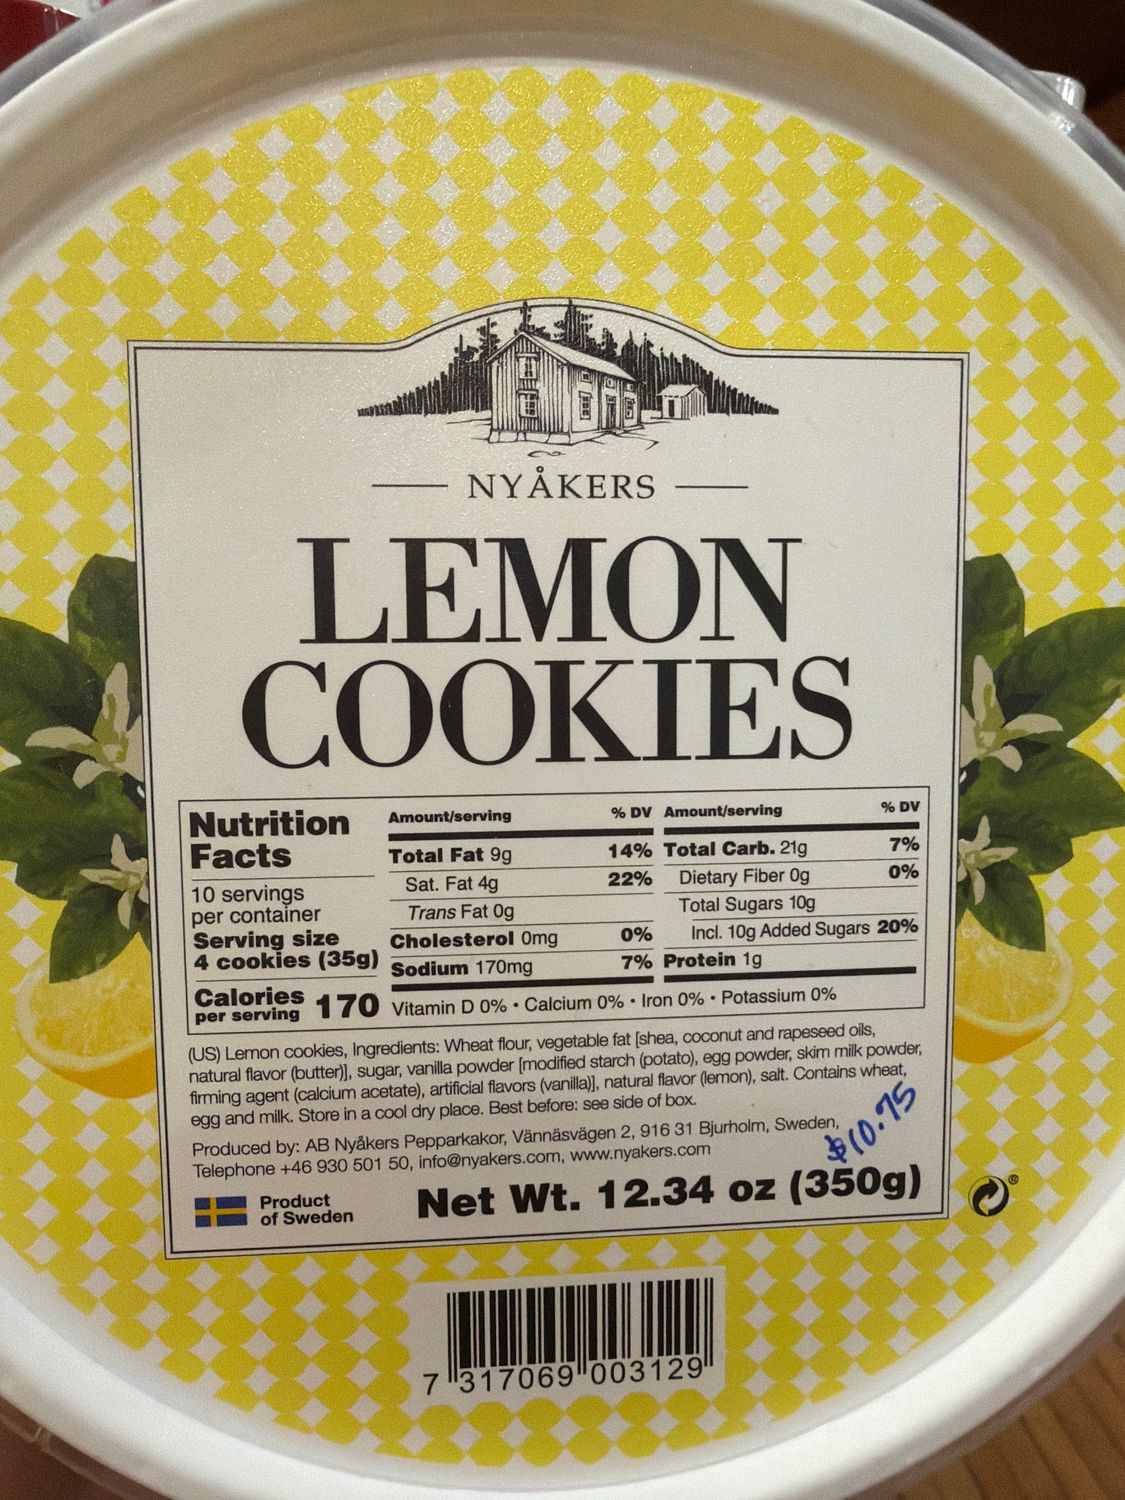 NYÅKERS
LEMON
COOKIES
Nutrition
Facts
10 servings
per container
Serving size
4 cookies (35g)
Calories
per serving 170
Amount/serving % DV
Total Fat 9g 14%
Sat. Fat 4g 22%
Trans Fat 0g
Cholesterol 0mg 0%
Sodium 170mg 7%
Amount/serving % DV
Total Carb. 21g 7%
Dietary Fiber 0g 0%
Total Sugars 10g
Incl. 10g Added Sugars 20%
Protein 1g
Vitamin D 0% • Calcium 0% • Iron 0% • Potassium 0%
(US) Lemon cookies, Ingredients: Wheat flour, vegetable fat [shea, coconut and rapeseed oils,
natural flavor (butter)], sugar, vanilla powder [modified starch (potato), egg powder, skim milk powder,
firming agent (calcium acetate), artificial flavors (vanilla)], natural flavor (lemon), salt. Contains wheat,
egg and milk. Store in a cool dry place. Best before: see side of box.
Produced by: AB Nyåkers Pepparkakor, Vännäsvägen 2, 916 31 Bjurholm, Sweden,
Telephone +46 930 501 50, info@nyakers.com, www.nyakers.com
$10.75
Product
of Sweden
Net Wt. 12.34 oz (350g)
®
7 317069 003129